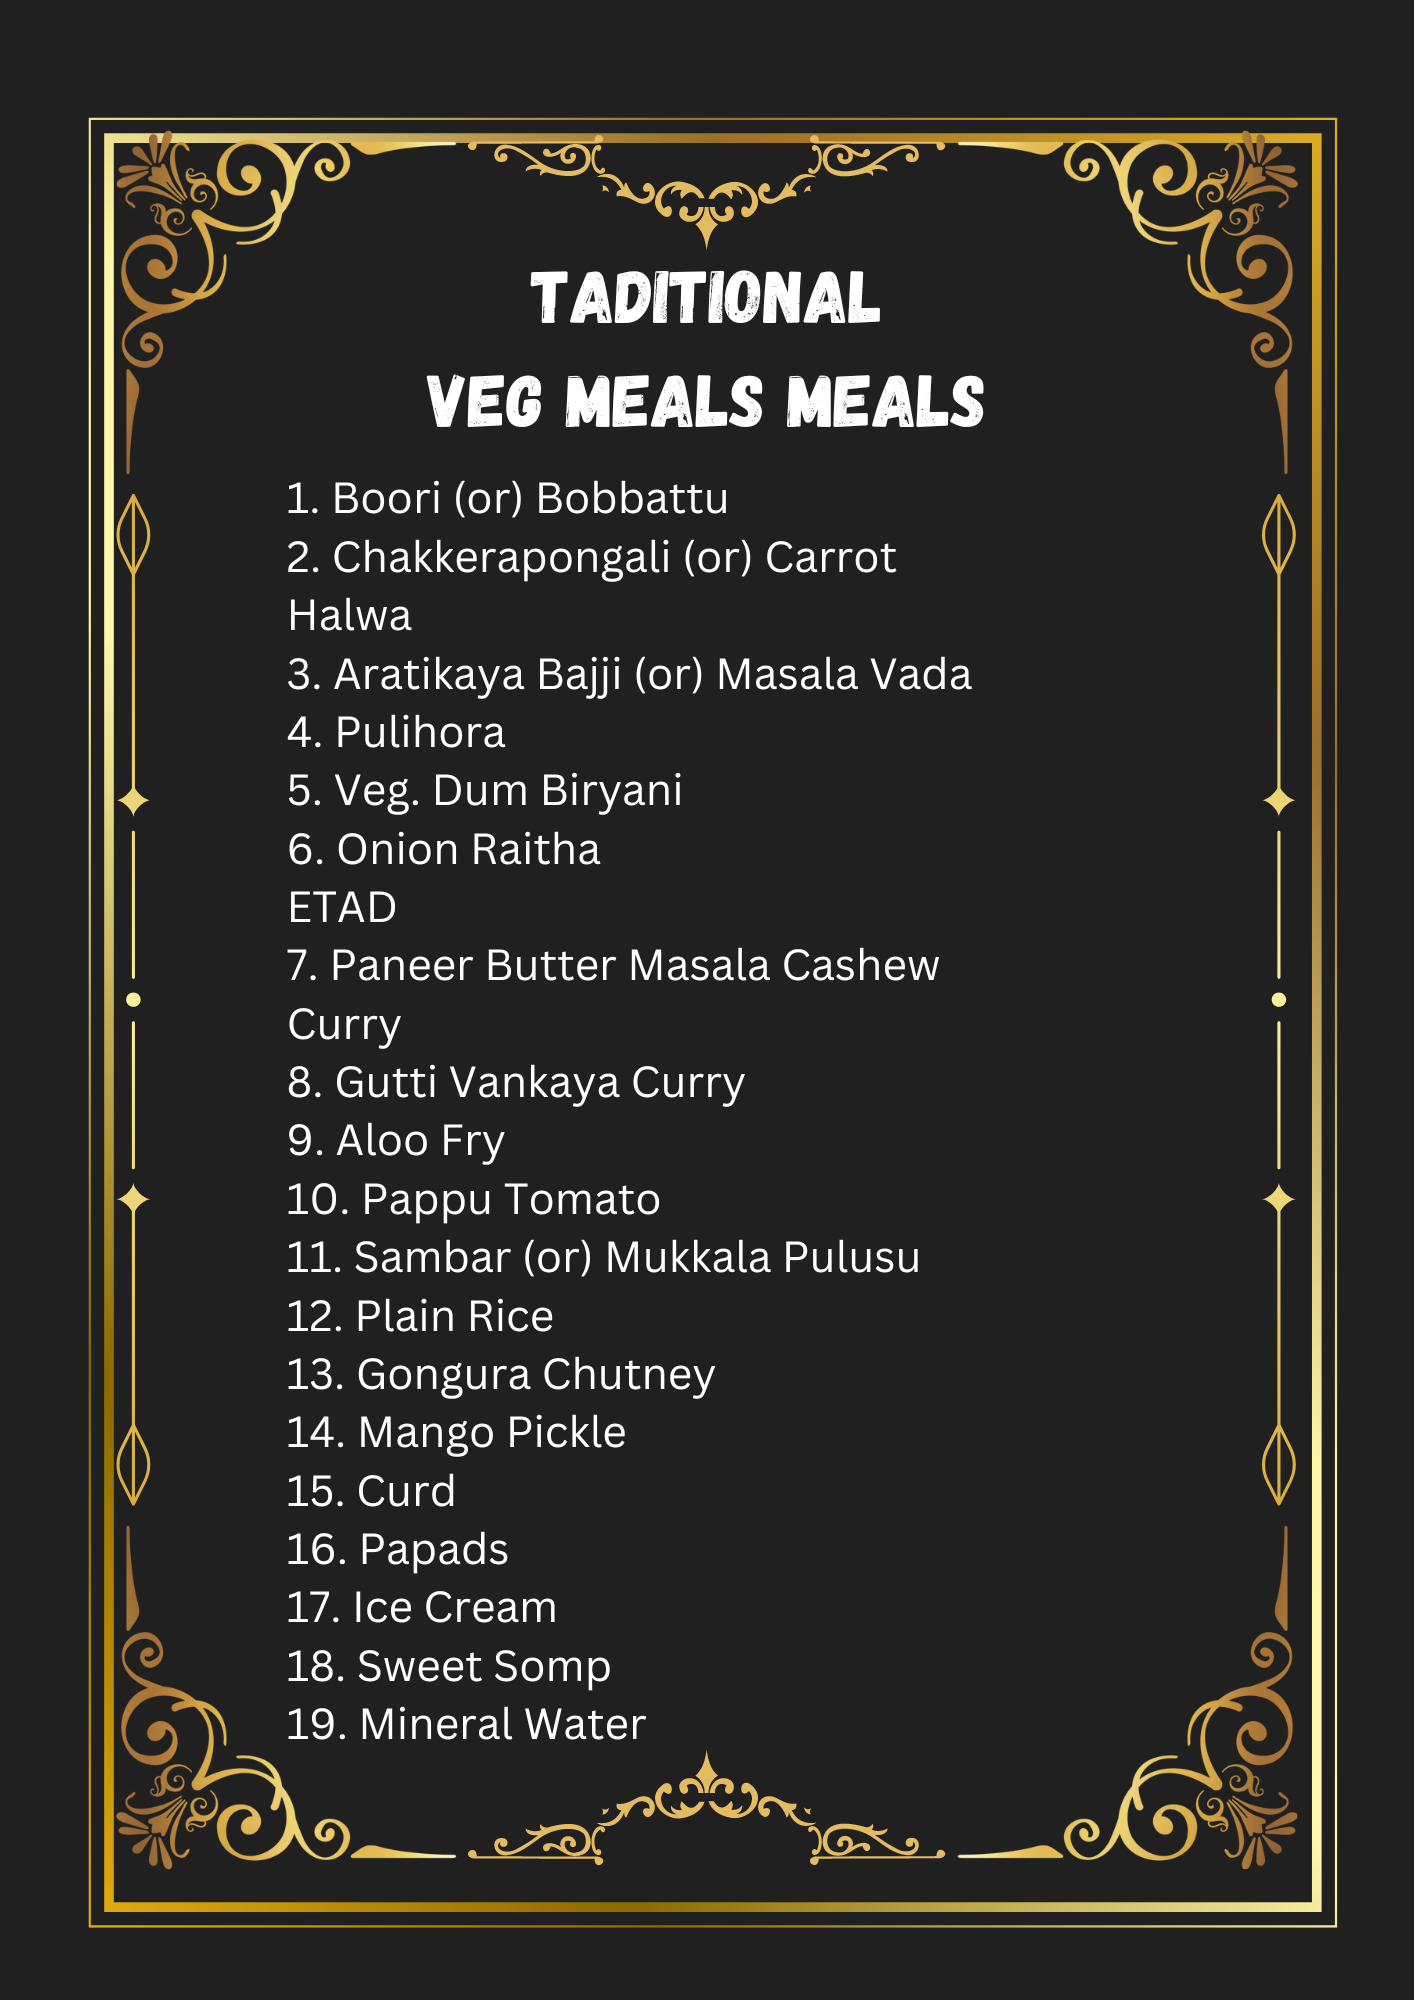 TADITIONAL
VEG MEALS MEALS
1. Boori (or) Bobbattu
2. Chakkerapongali (or) Carrot
Halwa
3. Aratikaya Bajji (or) Masala Vada
4. Pulihora
5. Veg. Dum Biryani
6. Onion Raitha
ETAD
7. Paneer Butter Masala Cashew
Curry
8. Gutti Vankaya Curry
9. Aloo Fry
10. Pappu Tomato
11. Sambar (or) Mukkala Pulusu
12. Plain Rice
13. Gongura Chutney
14. Mango Pickle
15. Curd
16. Papads
17. Ice Cream
18. Sweet Somp
19. Mineral Water